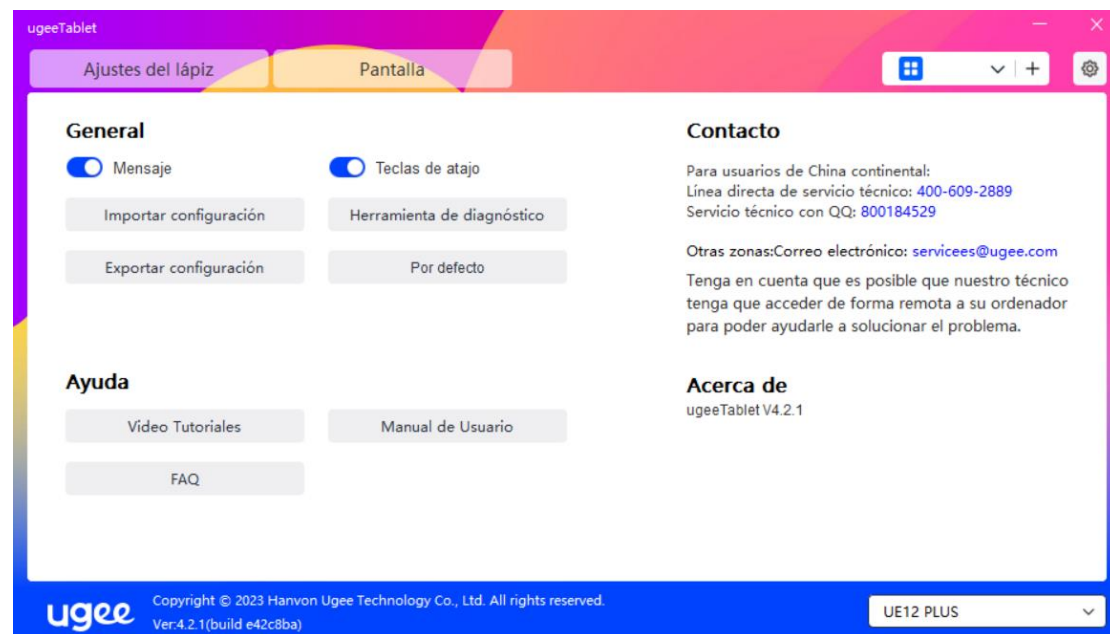 ugeeTablet
Ajustes del lápiz
Pantalla
General
Mensaje
Teclas de atajo
Importar configuración
Herramienta de diagnóstico
Exportar configuración
Por defecto
Ayuda
Video Tutoriales
Manual de Usuario
FAQ
Contacto
Para usuarios de China continental:
Línea directa de servicio técnico: 400-609-2889
Servicio técnico con QQ: 800184529
Otras zonas:Correo electrónico: servicees@ugee.com
Tenga en cuenta que es posible que nuestro técnico
tenga que acceder de forma remota a su ordenador
para poder ayudarle a solucionar el problema.
Acerca de
ugeeTablet V4.2.1
ugee
Copyright © 2023 Hanvon Ugee Technology Co., Ltd. All rights reserved.
Ver:4.2.1(build e42c8ba)
UE12 PLUS